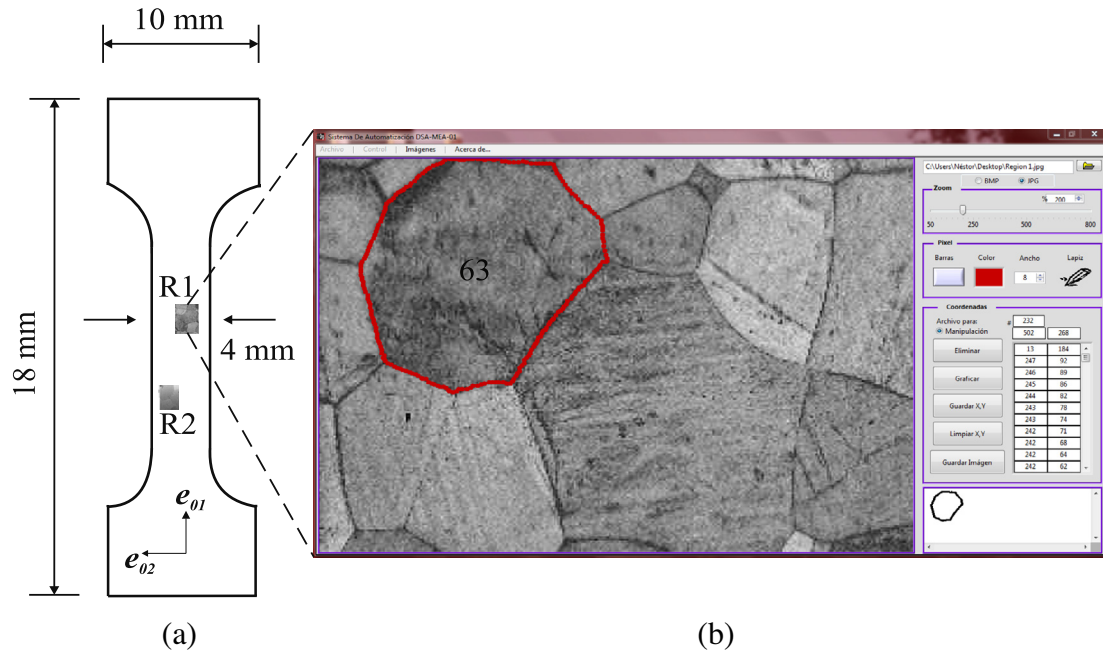 10 mm
18 mm
R1
4 mm
R2
e01
e02
(a)
Sistema De Automatización DSA-MEA-01
Archivo | Control | Imágenes | Acerca de...
63
C:\Users\Néstor\Desktop\Region 1.jpg
BMP JPG
Zoom
% 200
50 250 500 800
Pixel
Barras Color Ancho Lapiz
8
Coordenadas
Archivo para: # 232
Manipulación 502 268
Eliminar
Graficar
Guardar X,Y
Limpiar X,Y
Guardar Imágen
13 184
247 92
246 89
245 86
244 82
243 78
243 74
242 71
242 68
242 64
242 62
(b)